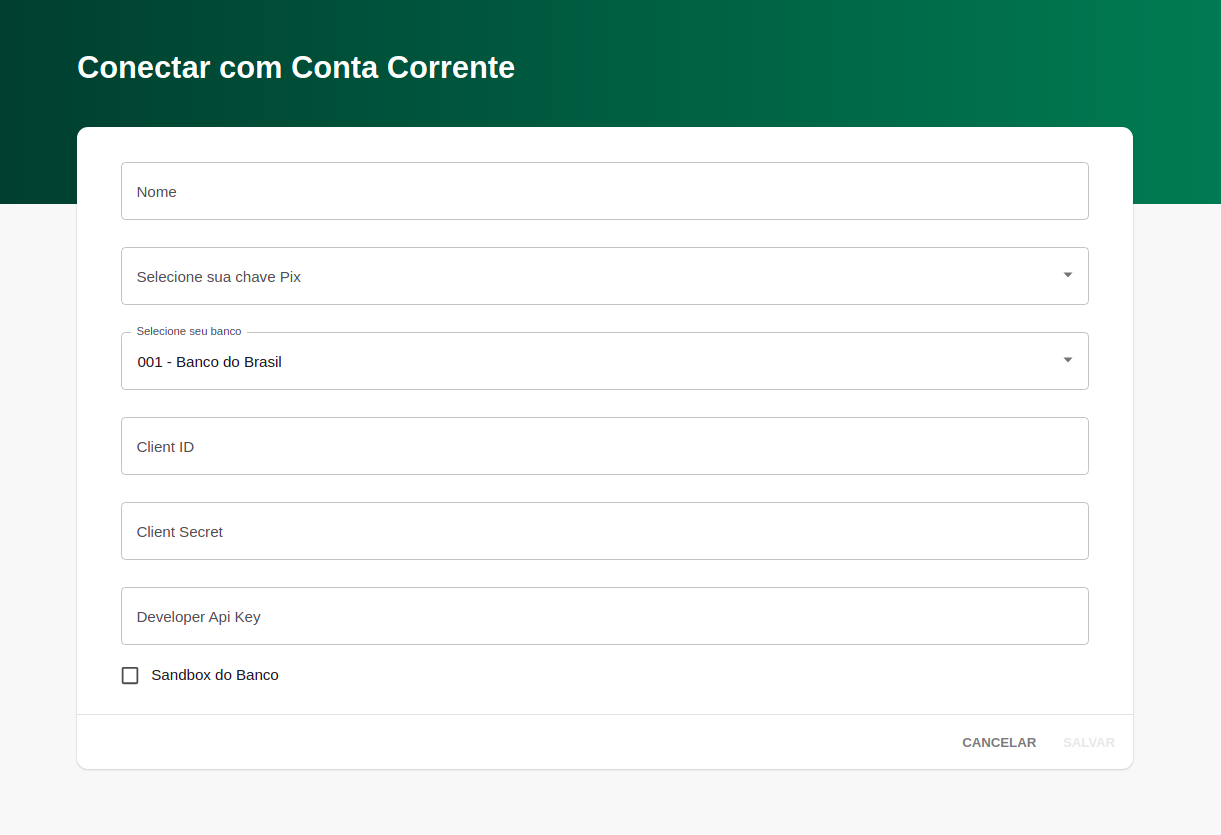 Conectar com Conta Corrente
Nome
Selecione sua chave Pix
Selecione seu banco
001 - Banco do Brasil
Client ID
Client Secret
Developer Api Key
Sandbox do Banco
CANCELAR SALVAR